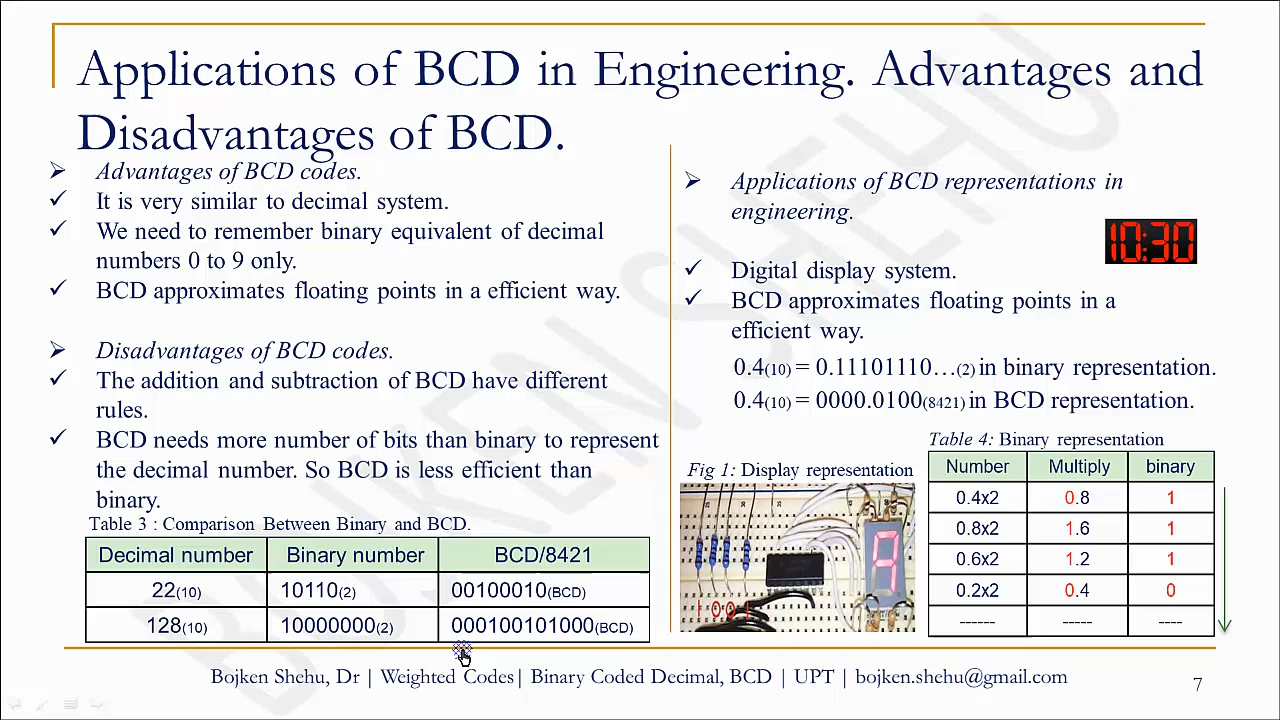 Applications of BCD in Engineering. Advantages and
Disadvantages of BCD.
➢ Advantages of BCD codes.
✓ It is very similar to decimal system.
✓ We need to remember binary equivalent of decimal
numbers 0 to 9 only.
✓ BCD approximates floating points in a efficient way.
➢ Disadvantages of BCD codes.
✓ The addition and subtraction of BCD have different
rules.
✓ BCD needs more number of bits than binary to represent
the decimal number. So BCD is less efficient than
binary.
Table 3 : Comparison Between Binary and BCD.
Decimal number Binary number BCD/8421
22(10) 10110(2) 00100010(BCD)
128(10) 10000000(2) 000100101000(BCD)
➢ Applications of BCD representations in
engineering.
10:30
✓ Digital display system.
✓ BCD approximates floating points in a
efficient way.
0.4(10) = 0.11101110…(2) in binary representation.
0.4(10) = 0000.0100(8421) in BCD representation.
Fig 1: Display representation
1 0 0 1
9
Table 4: Binary representation
Number Multiply binary
0.4x2 0.8 1
0.8x2 1.6 1
0.6x2 1.2 1
0.2x2 0.4 0
------ ----- ----
Bojken Shehu, Dr | Weighted Codes| Binary Coded Decimal, BCD | UPT | bojken.shehu@gmail.com
7
BOJKEN SHEHU